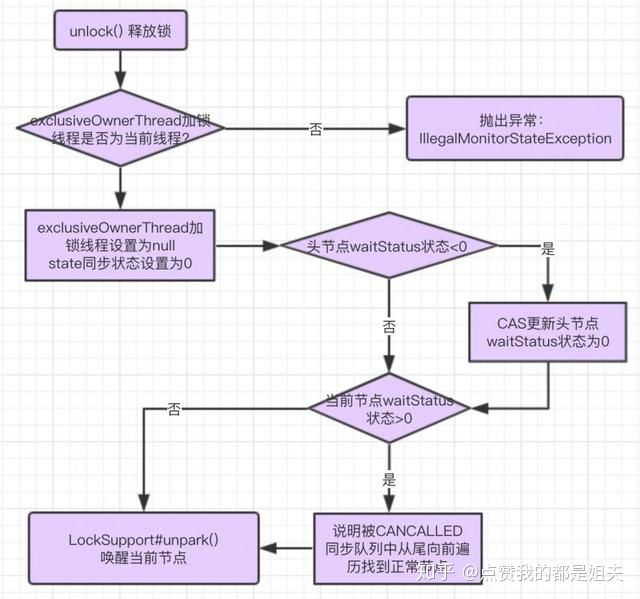 unlock() 释放锁
exclusiveOwnerThread加锁
线程是否为当前线程？
否
抛出异常：
IllegalMonitorStateException
exclusiveOwnerThread加
锁线程设置为null
state同步状态设置为0
头节点waitStatus状态<0
是
否
CAS更新头节点
waitStatus状态为0
当前节点waitStatus
状态>0
否
是
LockSupport#unpark()
唤醒当前节点
说明被CANCALLED
同步队列中从尾向前遍
历找到正常节点
知乎 @点赞我的都是姐夫